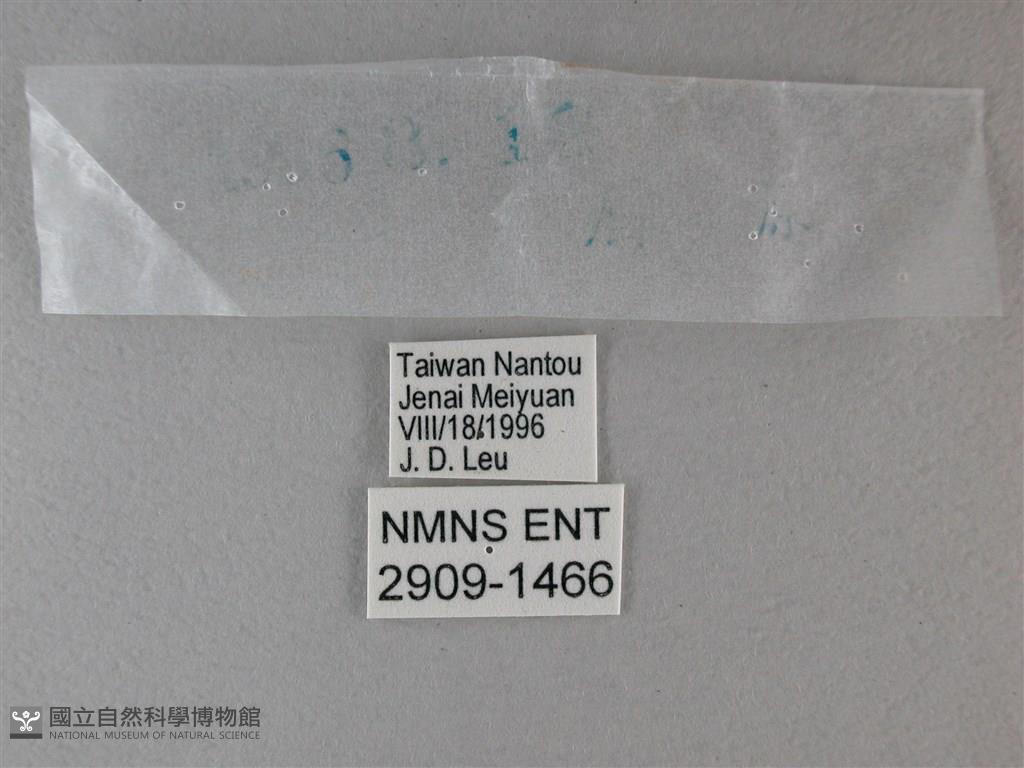 Taiwan Nantou
Jenai Meiyuan
VIII/18/1996
J. D. Leu
NMNS ENT
2909-1466
國立自然科學博物館
NATIONAL MUSEUM OF NATURAL SCIENCE